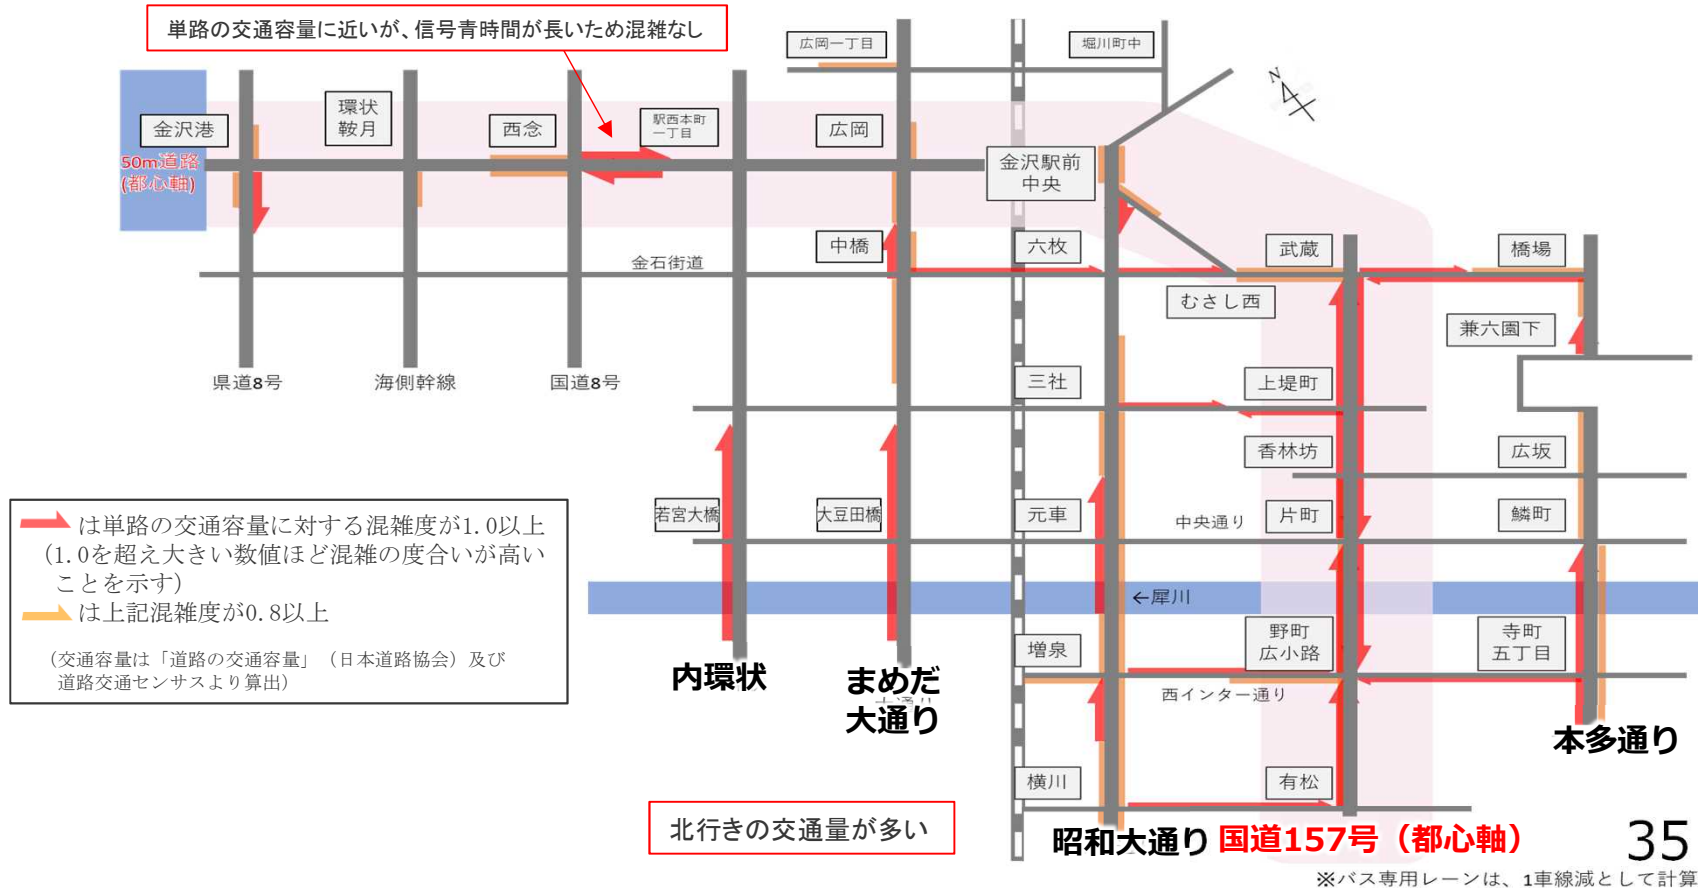 単路の交通容量に近いが、信号青時間が長いため混雑なし
広岡一丁目
堀川町中
N
金沢港
環状
鞍月
西念
駅西本町
一丁目
広岡
金沢駅前
中央
50m道路
(都心軸)
中橋
六枚
武蔵
橋場
金石街道
むさし西
兼六園下
県道8号
海側幹線
国道8号
三社
上堤町
香林坊
広坂
若宮大橋
大豆田橋
元車
中央通り
片町
鱗町
は単路の交通容量に対する混雑度が1.0以上
(1.0を超え大きい数値ほど混雑の度合いが高い
ことを示す)
は上記混雑度が0.8以上
(交通容量は「道路の交通容量」(日本道路協会)及び
道路交通センサスより算出)
←犀川
増泉
野町
広小路
寺町
五丁目
内環状
まめだ
大通り
西インター通り
本多通り
横川
有松
北行きの交通量が多い
昭和大通り
国道157号(都心軸)
35
※バス専用レーンは、1車線減として計算